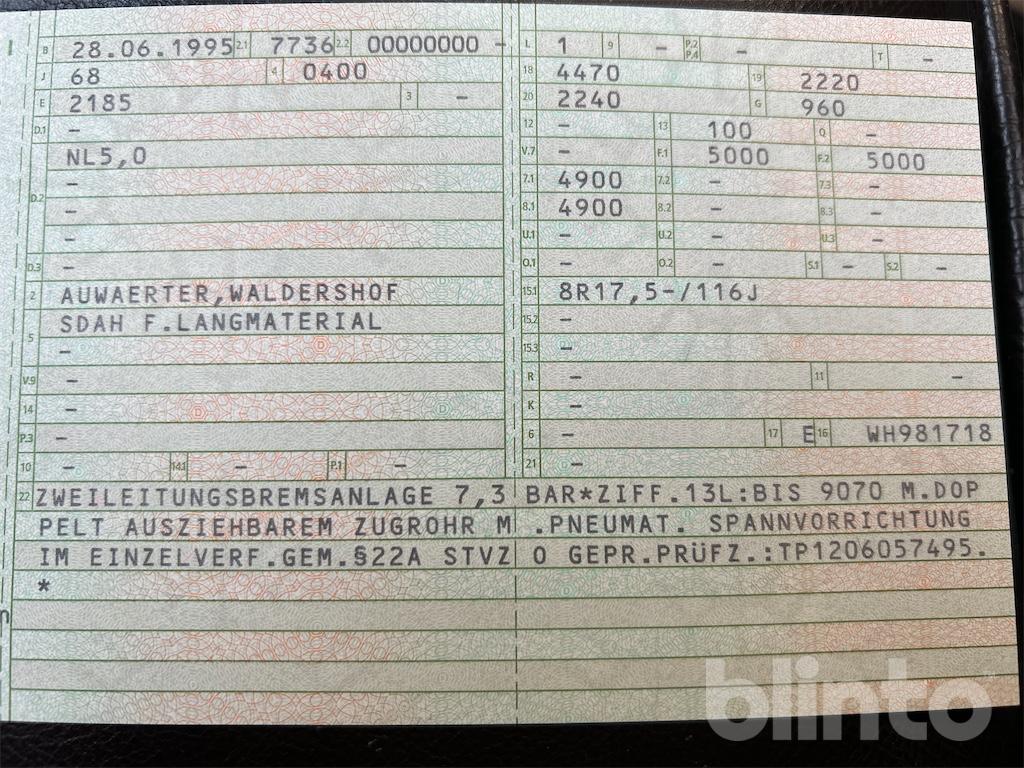 B 28.06.1995 2.1 7736 2.2 00000000 -
J 68 4 0400
E 2185 3 -
D.1 -
NL5,0
D.2 -
-
-
D.3 -
2 AUWAERTER,WALDERSHOF
SDAH F.LANGMATERIAL
5 -
V.9 -
14 -
P.3 -
10 - 14.1 - P.1 -
L 1 9 - P.2 P.4 - T -
18 4470 19 2220
20 2240 G 960
12 - 13 100 Q -
V.7 - F.1 5000 F.2 5000
7.1 4900 7.2 - 7.3 -
8.1 4900 8.2 - 8.3 -
U.1 - U.2 - U.3 -
O.1 - O.2 - S.1 - S.2 -
15.1 8R17,5-/116J
15.2 -
15.3 -
R - 11 -
K -
6 - 17 E 16 WH981718
21 -
22 ZWEILEITUNGSBREMSANLAGE 7,3 BAR*ZIFF.13L:BIS 9070 M.DOP
PELT AUSZIEHBAREM ZUGROHR M .PNEUMAT. SPANNVORRICHTUNG
IM EINZELVERF.GEM.§22A STVZ O GEPR.PRÜFZ.:TP1206057495.
*
blinto